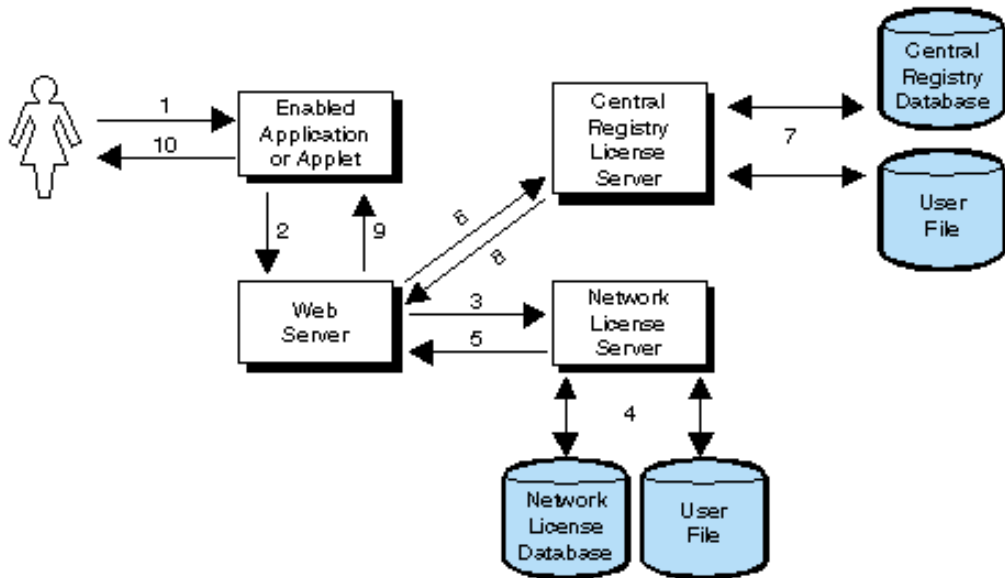 1
10
Enabled
Application
or Applet
Central
Registry
License
Server
7
Central
Registry
Database
User
File
2
9
6
8
Web
Server
3
5
Network
License
Server
4
Network
License
Database
User
File